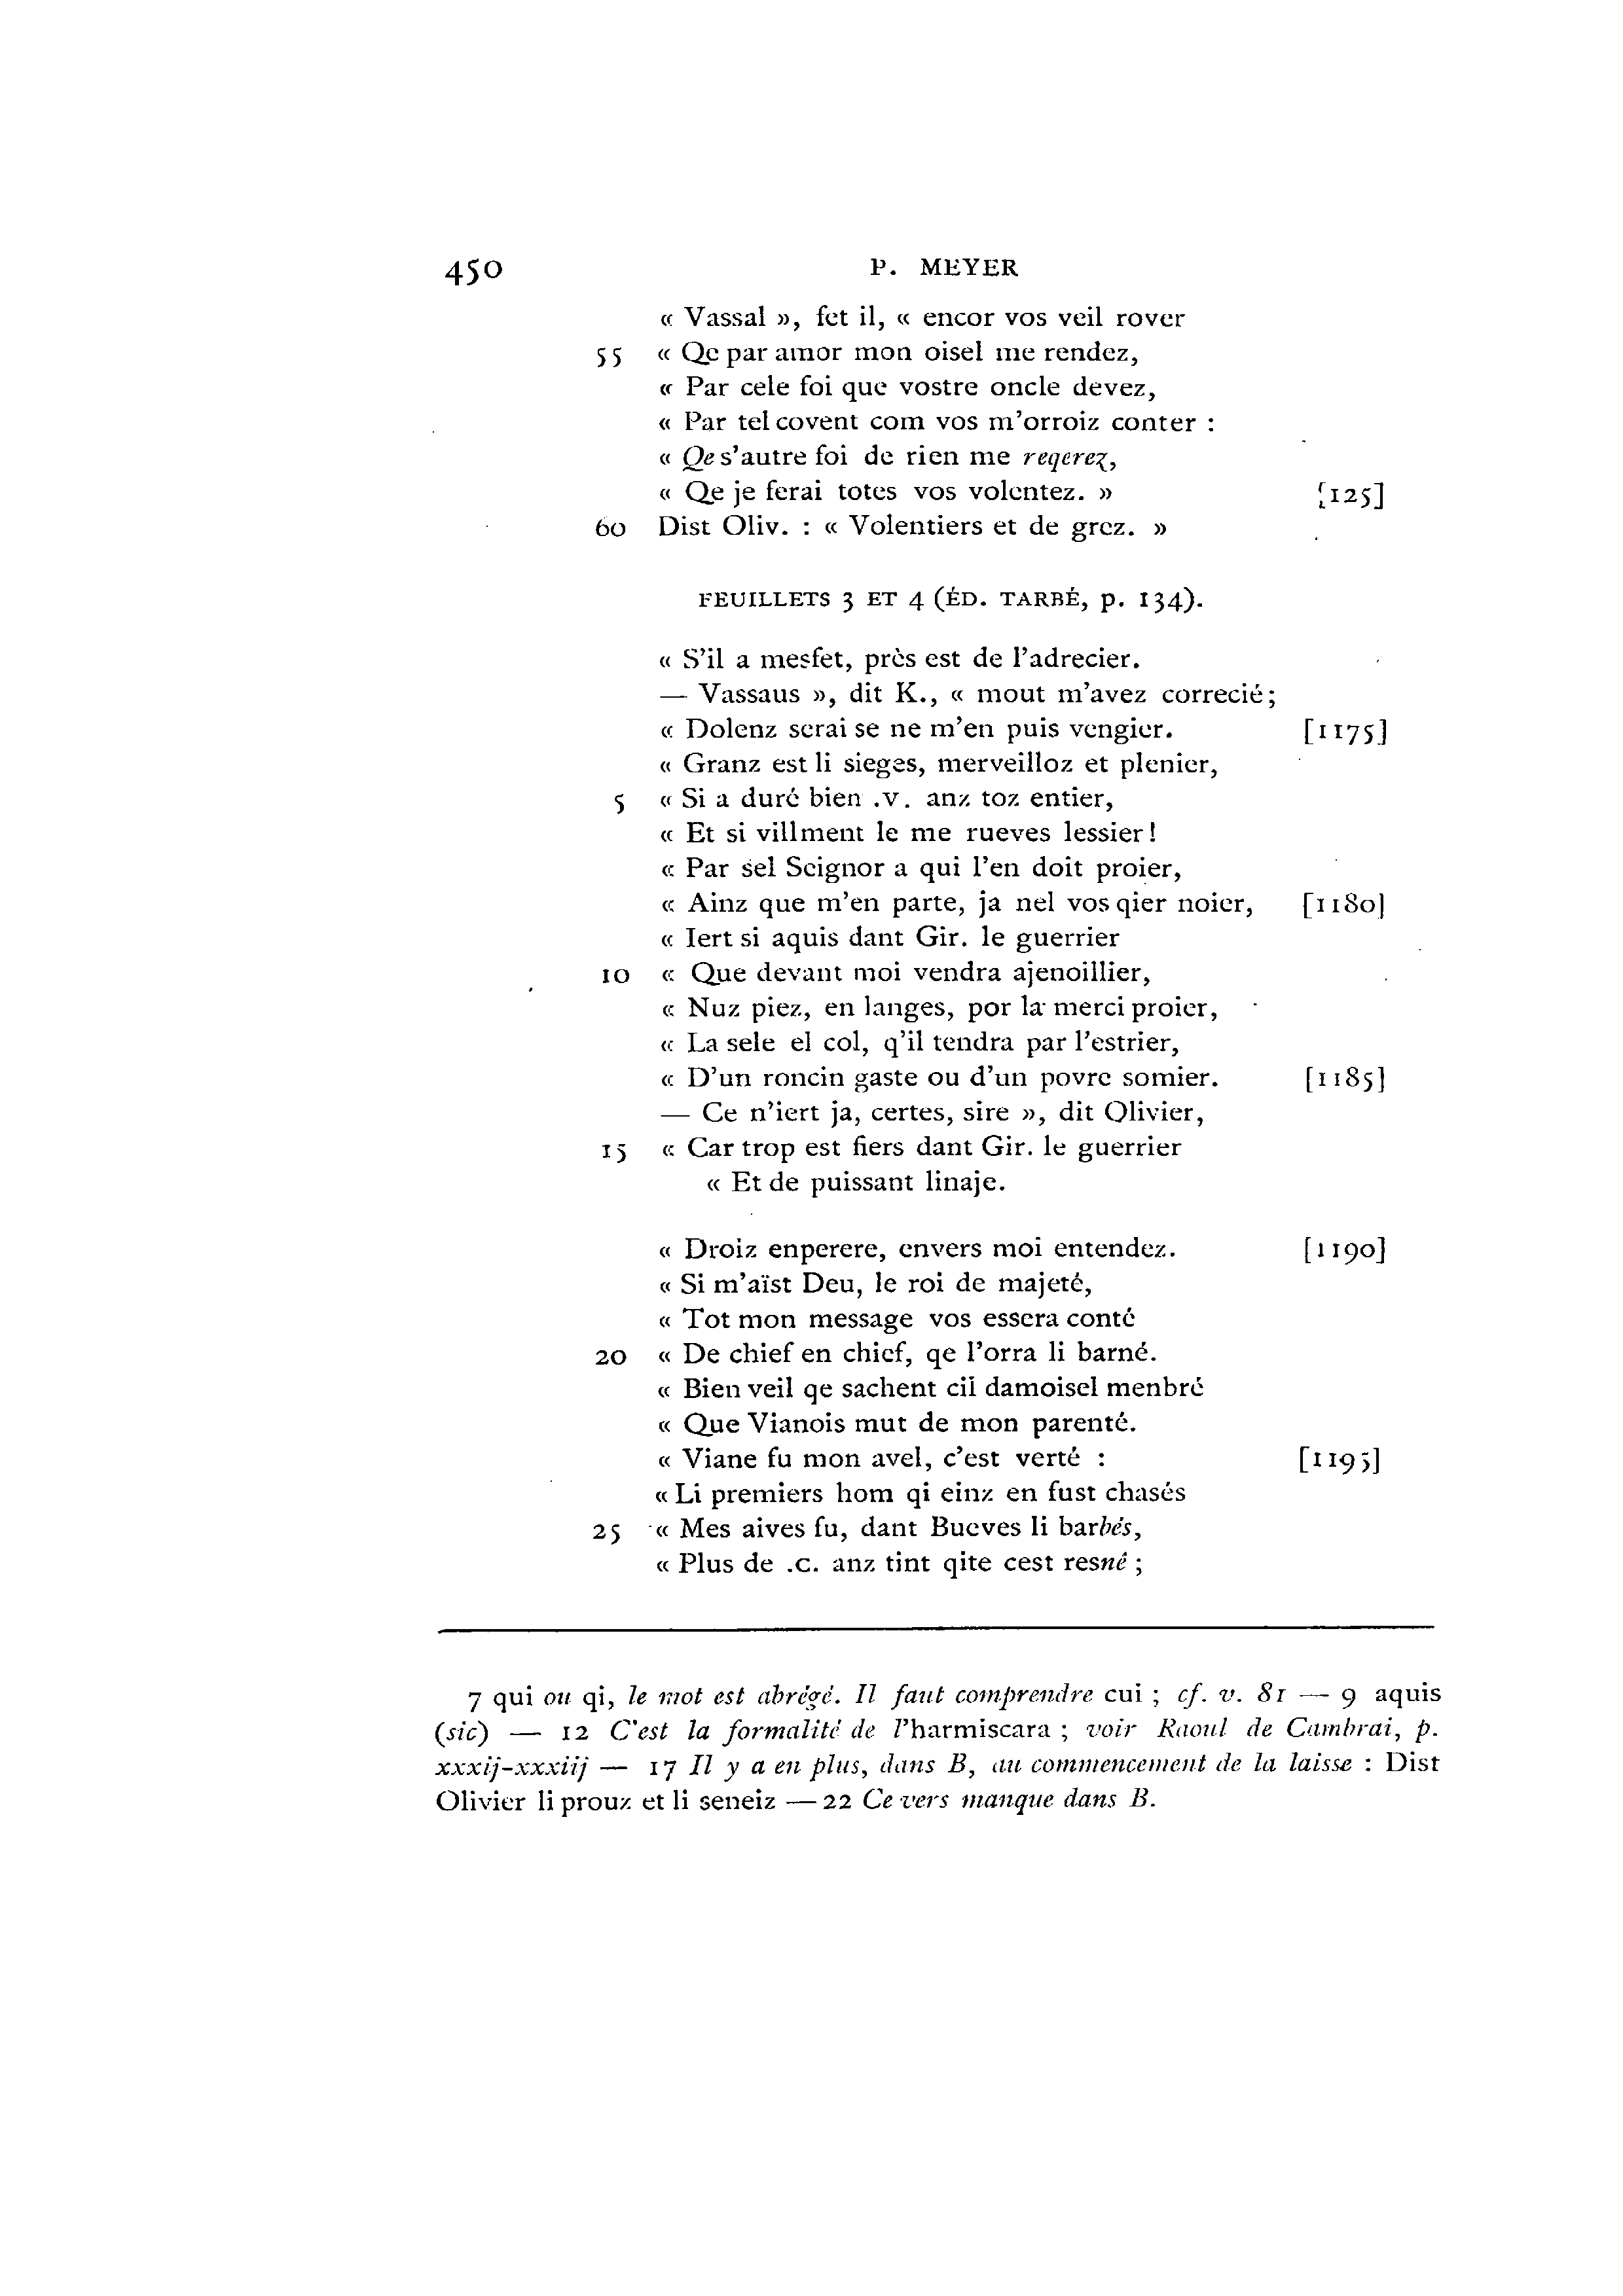 450 P. MEYER
« Vassal », fet il, « encor vos veil rover
55 « Qe par amor mon oisel me rendez,
« Par cele foi que vostre oncle devez,
« Par tel covent com vos m'orroiz conter :
« Qe s'autre foi de rien me reqerez,
« Qe je ferai totes vos volentez. » [125]
60 Dist Oliv. : « Volentiers et de grez. »
FEUILLETS 3 ET 4 (ÉD. TARBÉ, p. 134).
« S'il a mesfet, près est de l'adrecier.
— Vassaus », dit K., « mout m'avez correcié;
« Dolenz serai se ne m'en puis vengier. [1175]
« Granz est li sieges, merveilloz et plenier,
5 « Si a duré bien .v. anz toz entier,
« Et si villment le me rueves lessier!
« Par sel Seignor a qui l'en doit proier,
« Ainz que m'en parte, ja nel vos qier noier, [1180]
« Iert si aquis dant Gir. le guerrier
10 « Que devant moi vendra ajenoillier,
« Nuz piez, en langes, por la merci proier,
« La sele el col, q'il tendra par l'estrier,
« D'un roncin gaste ou d'un povre somier. [1185]
— Ce n'iert ja, certes, sire », dit Olivier,
15 « Car trop est fiers dant Gir. le guerrier
« Et de puissant linaje.
« Droiz enperere, envers moi entendez. [1190]
« Si m'aïst Deu, le roi de majeté,
« Tot mon message vos essera conté
20 « De chief en chief, qe l'orra li barné.
« Bien veil qe sachent cil damoisel menbré
« Que Vianois mut de mon parenté.
« Viane fu mon avel, c'est verté : [1195]
« Li premiers hom qi einz en fust chasés
25 « Mes aives fu, dant Bueves li barbés,
« Plus de .c. anz tint qite cest resné ;
7 qui ou qi, le mot est abrégé. Il faut comprendre cui ; cf. v. 81 — 9 aquis
(sic) — 12 C'est la formalité de l'harmiscara ; voir Raoul de Cambrai, p.
xxxij-xxxiij — 17 Il y a en plus, dans B, au commencement de la laisse : Dist
Olivier li prouz et li seneiz — 22 Ce vers manque dans B.